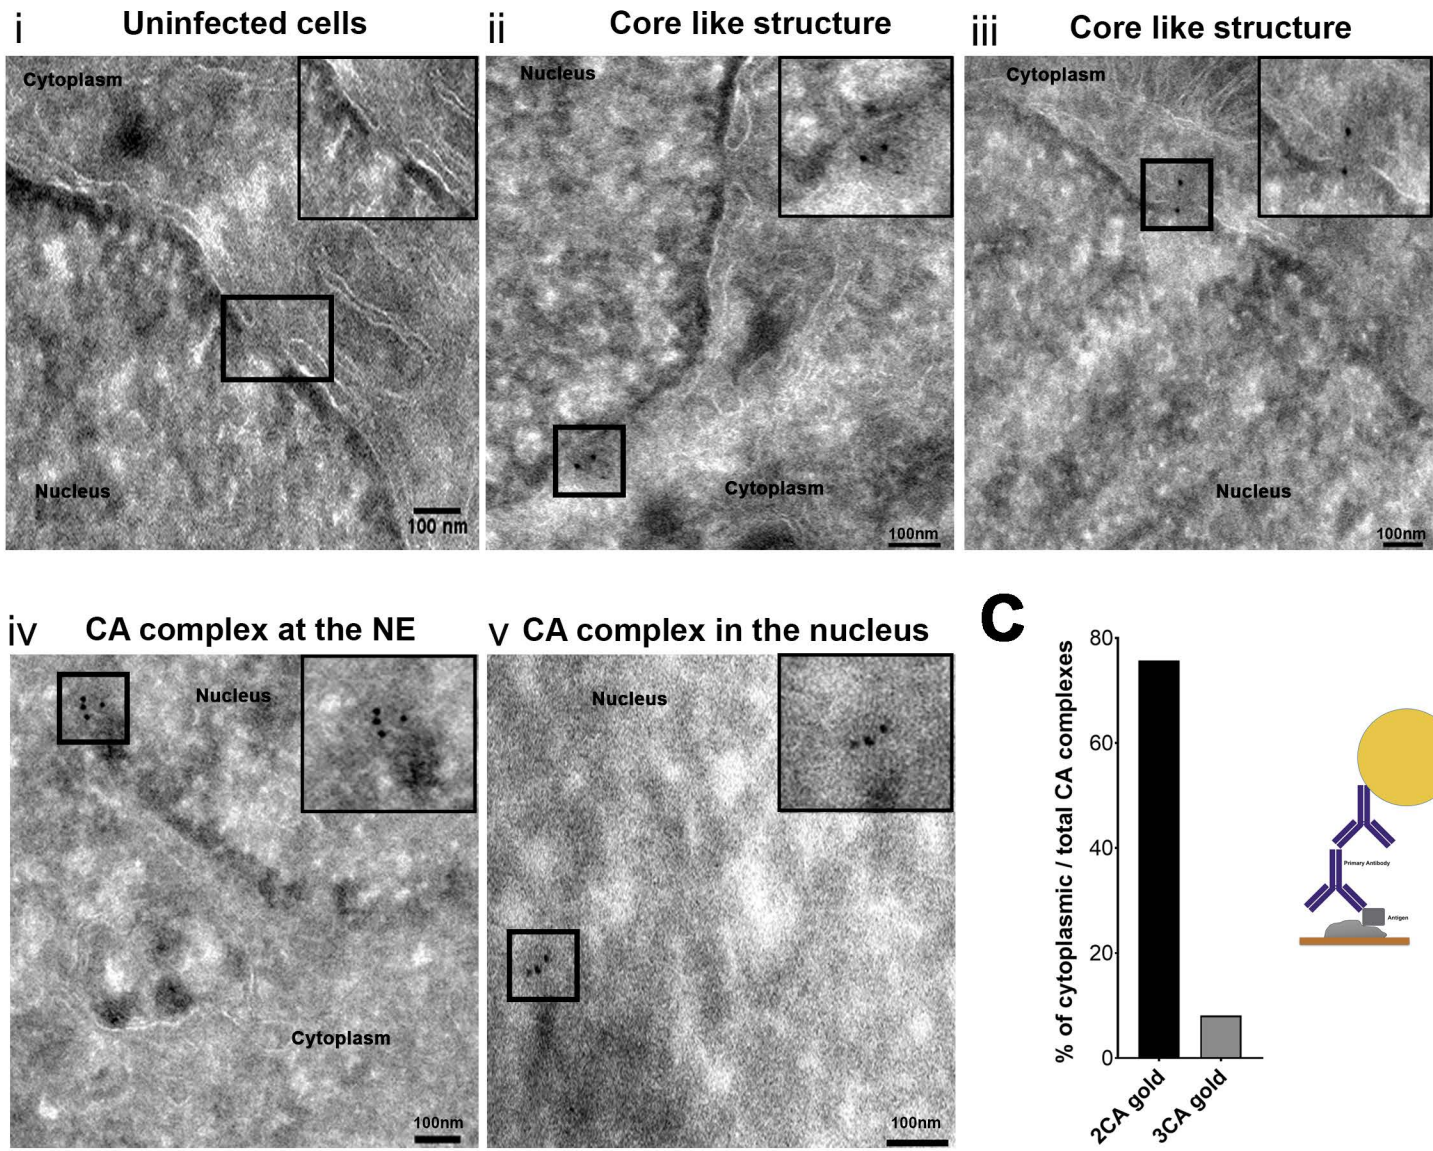 i Uninfected cells
ii Core like structure
iii Core like structure
Cytoplasm
Nucleus
100 nm
Nucleus
Cytoplasm
100nm
Cytoplasm
Nucleus
100nm
iv CA complex at the NE
v CA complex in the nucleus
Nucleus
Cytoplasm
100nm
Nucleus
100nm
C
% of cytoplasmic / total CA complexes
80
60
40
20
0
2CA gold
3CA gold
Primary Antibody
Antigen